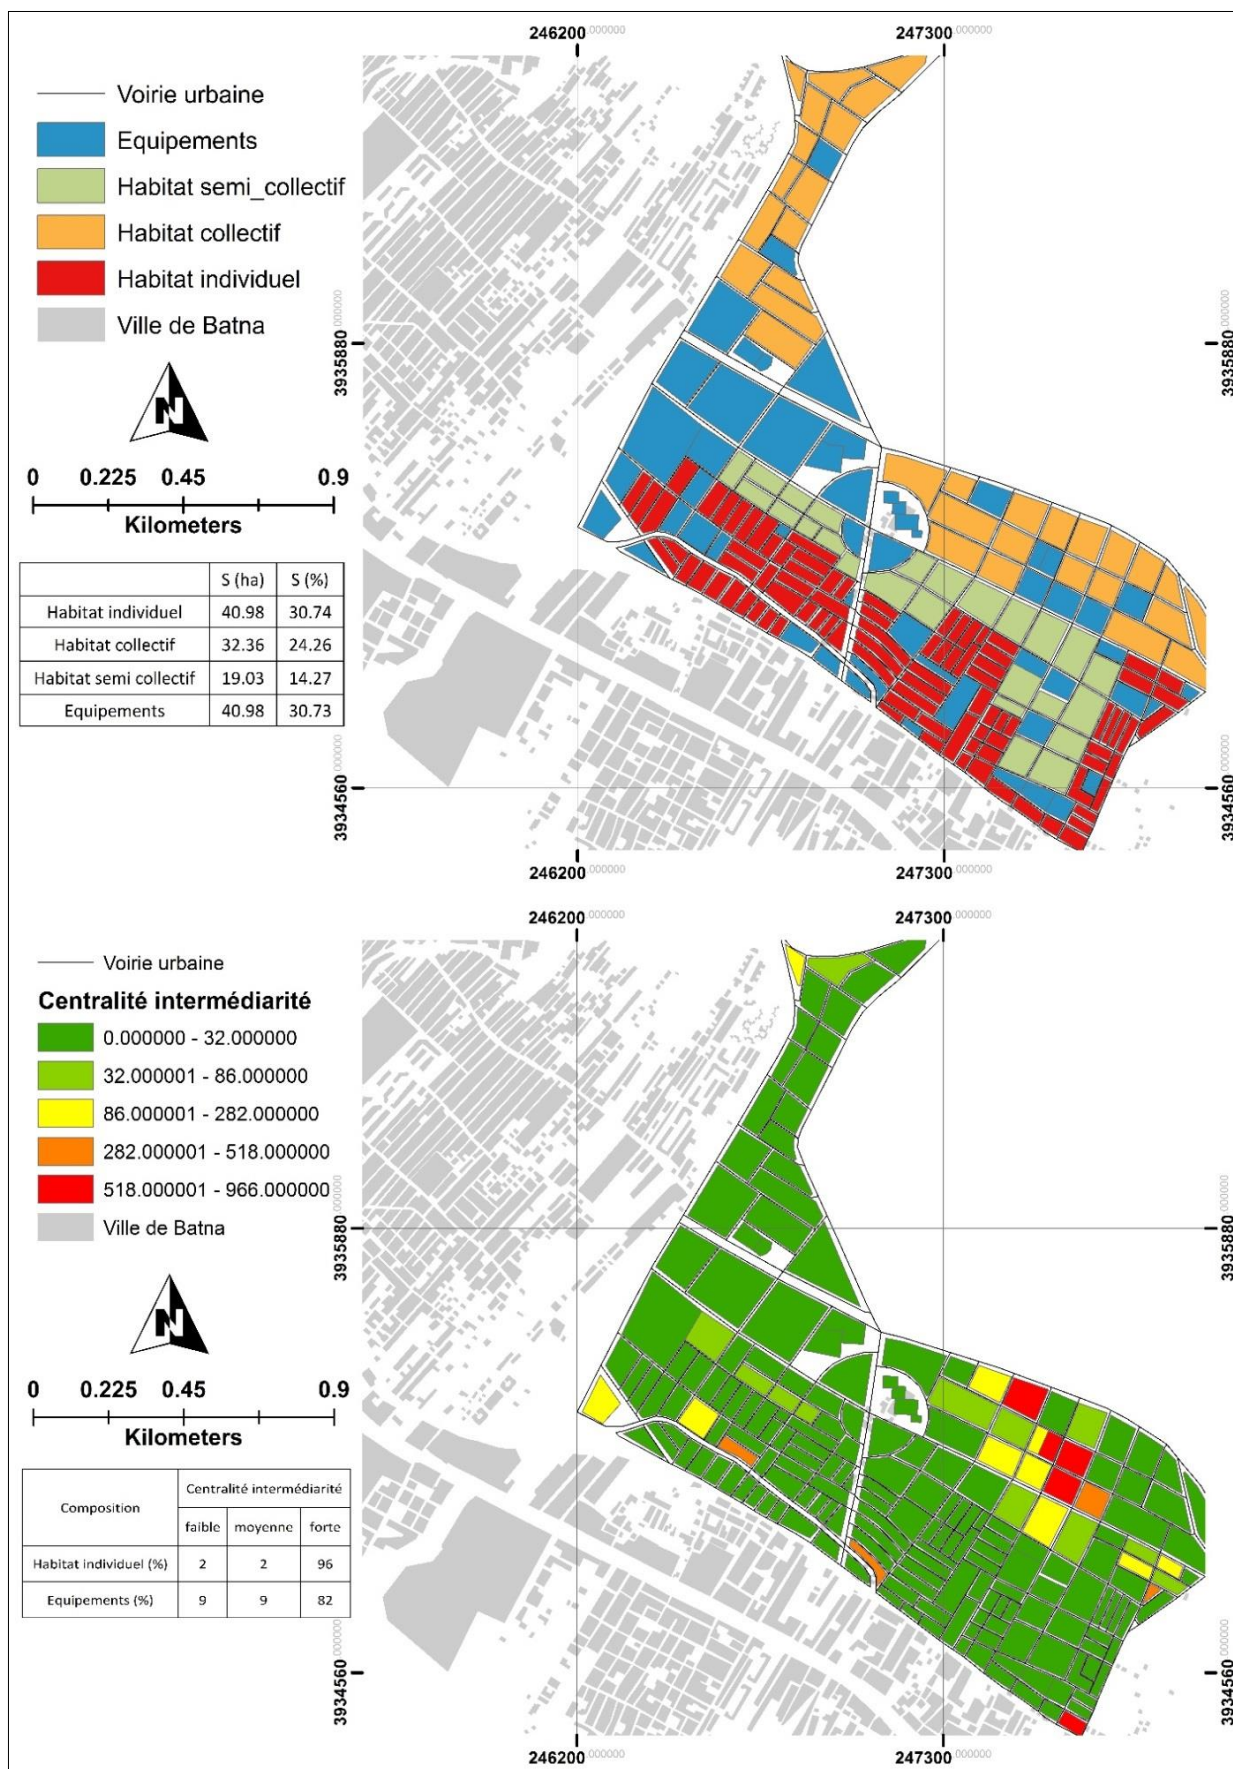 246200.000000 247300.000000
Voirie urbaine
Equipements
Habitat semi_collectif
Habitat collectif
Habitat individuel
Ville de Batna
3935880.000000 3935880.000000
N
0 0.225 0.45 0.9
Kilometers
S (ha) S (%)
Habitat individuel 40.98 30.74
Habitat collectif 32.36 24.26
Habitat semi collectif 19.03 14.27
Equipements 40.98 30.73
3934560.000000 3934560.000000
246200.000000 247300.000000
246200.000000 247300.000000
Voirie urbaine
Centralité intermédiarité
0.000000 - 32.000000
32.000001 - 86.000000
86.000001 - 282.000000
282.000001 - 518.000000
518.000001 - 966.000000
Ville de Batna
3935880.000000 3935880.000000
N
0 0.225 0.45 0.9
Kilometers
Composition Centralité intermédiarité
faible moyenne forte
Habitat individuel (%) 2 2 96
Equipements (%) 9 9 82
3934560.000000 3934560.000000
246200.000000 247300.000000